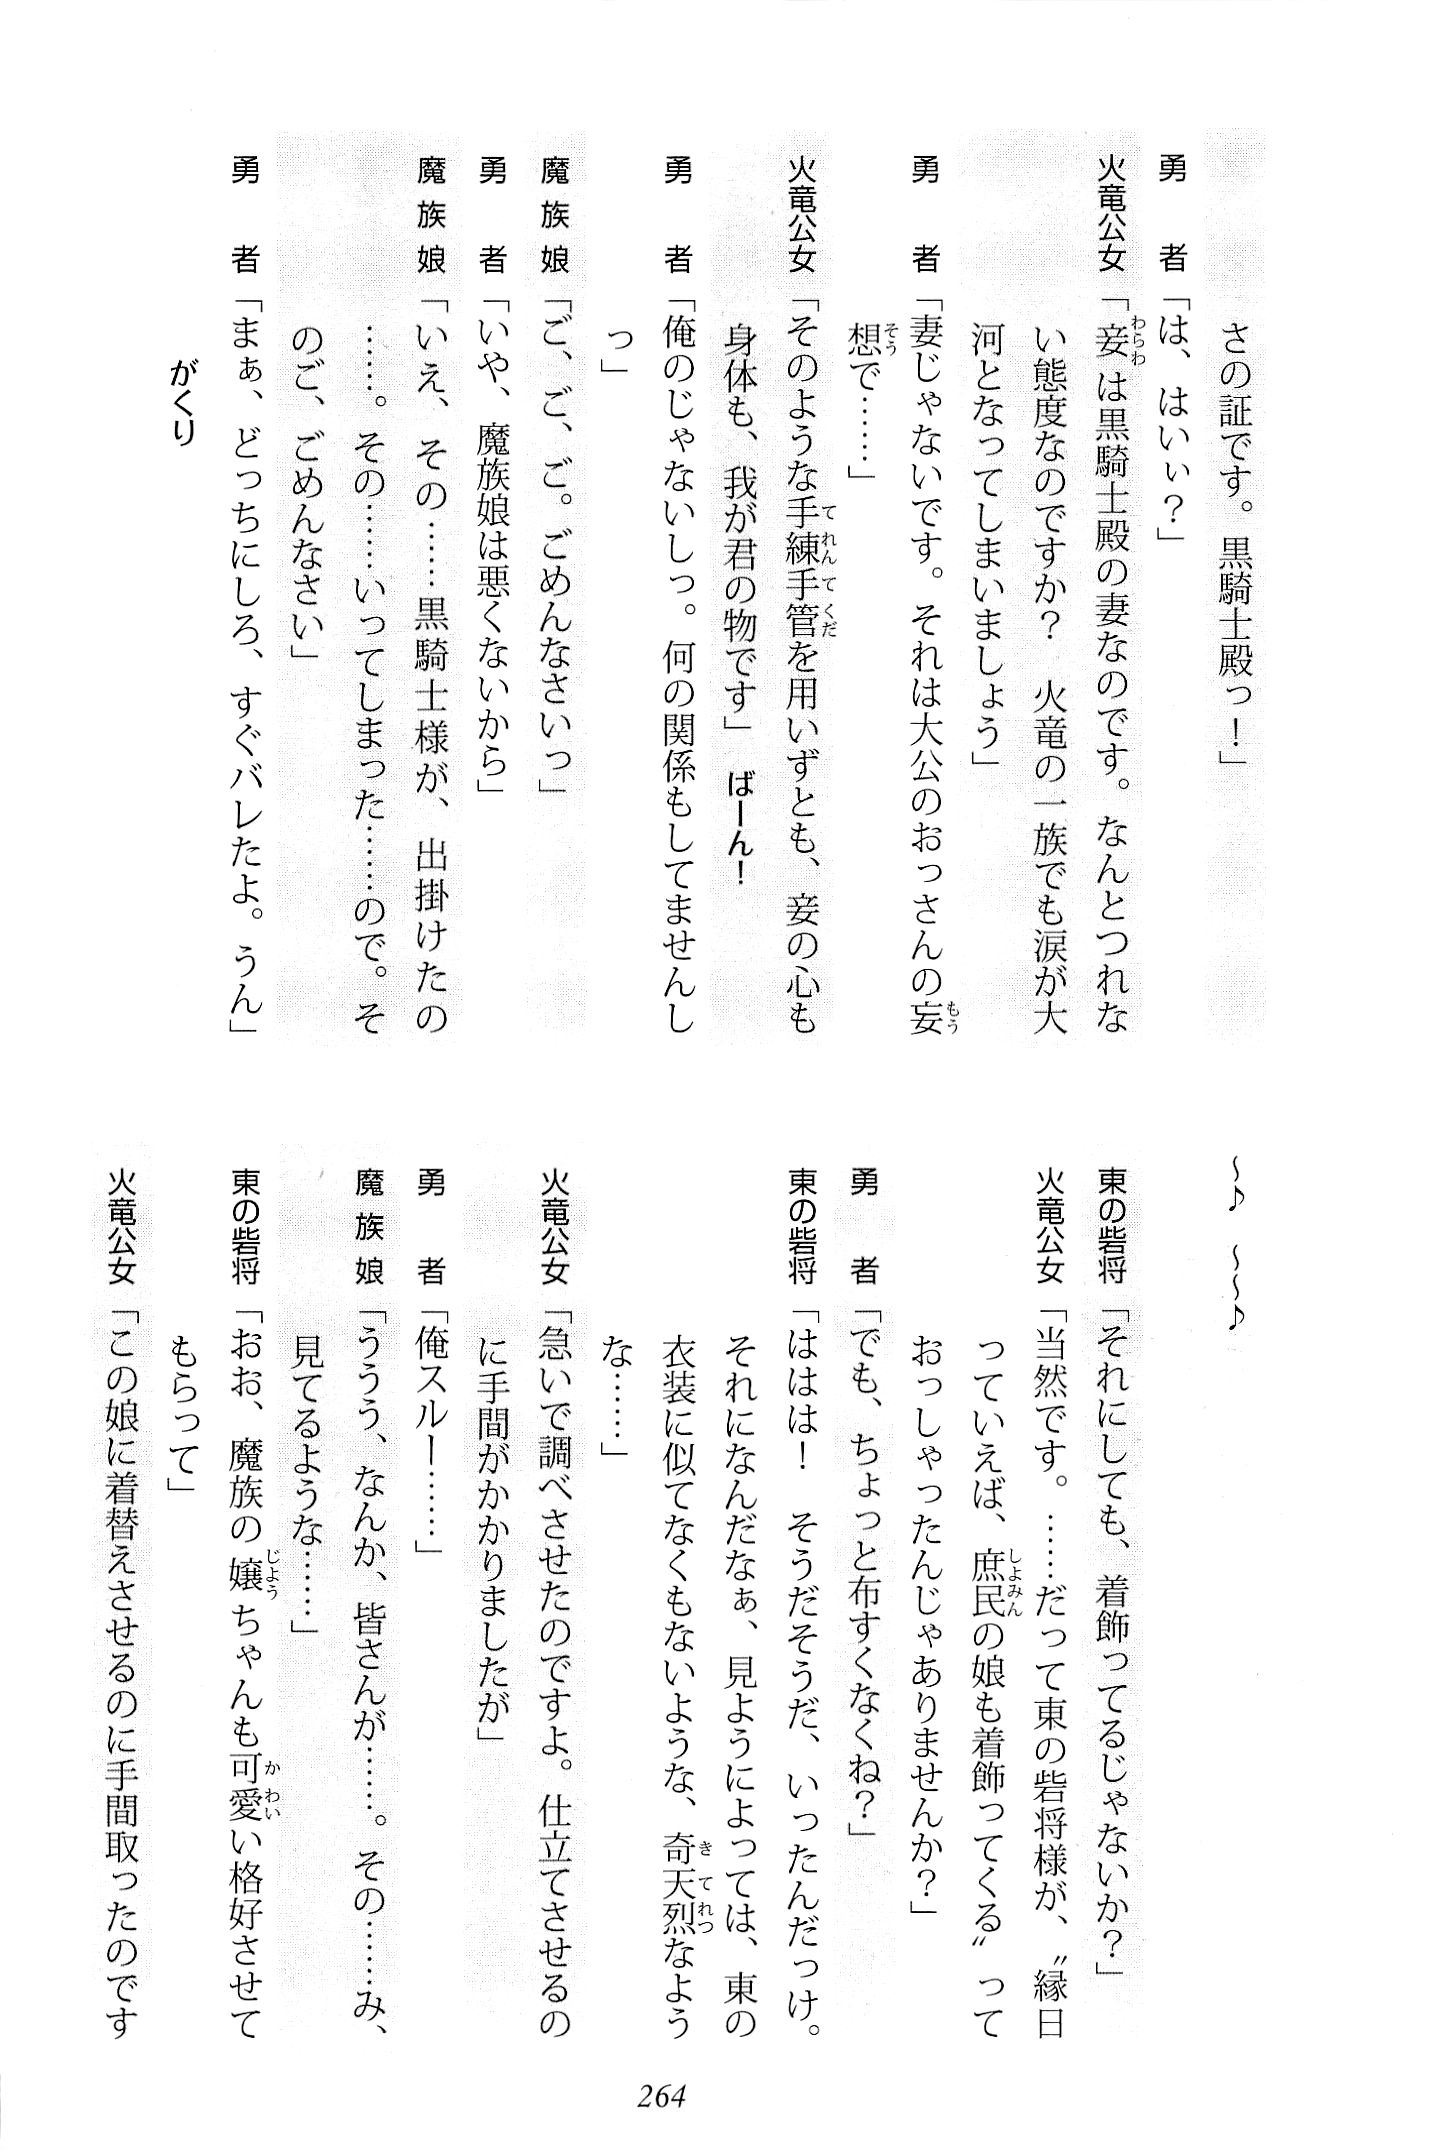 さの証です。黒騎士殿っ！」
勇者「は、はいぃ？」
火竜公女「妾は黒騎士殿の妻なのです。なんとつれな
い態度なのですか？　火竜の一族でも涙が大
河となってしまいましょう」
勇者「妻じゃないです。それは大公のおっさんの妄
想で……」
火竜公女「そのような手練手管を用いずとも、妾の心も
身体も、我が君の物です」　ばーん！
勇者「俺のじゃないしっ。何の関係もしてませんし
っ」
魔族娘「ご、ご、ご。ごめんなさいっ」
勇者「いや、魔族娘は悪くないから」
魔族娘「いえ、その……黒騎士様が、出掛けたの
……。その……いってしまった……ので。そ
のご、ごめんなさい」
勇者「まぁ、どっちにしろ、すぐバレたよ。うん」
がくり
～♪　～～♪
東の砦将「それにしても、着飾ってるじゃないか？」
火竜公女「当然です。……だって東の砦将様が、〝縁日
っていえば、庶民の娘も着飾ってくる〟って
おっしゃったんじゃありませんか？」
勇者「でも、ちょっと布すくなくね？」
東の砦将「ははは！　そうだそうだ、いったんだっけ。
それになんだなぁ、見ようによっては、東の
衣装に似てなくもないような、奇天烈なよう
な……」
火竜公女「急いで調べさせたのですよ。仕立てさせるの
に手間がかかりましたが」
勇者「俺スルー……」
魔族娘「ううう、なんか、皆さんが……。その……み、
見てるような……」
東の砦将「おお、魔族の嬢ちゃんも可愛い格好させて
もらって」
火竜公女「この娘に着替えさせるのに手間取ったのです
264